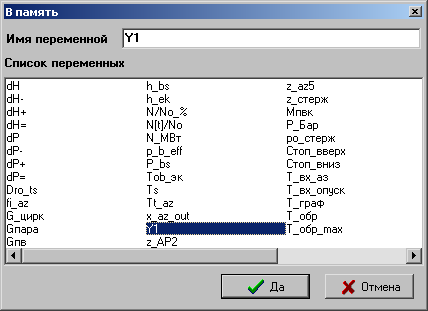 В память
Имя переменной
Y1
Список переменных
dH
dH-
dH+
dH=
dP
dP-
dP+
dP=
Dro_ts
fi_az
G_цирк
Gпара
Gпв
h_bs
h_ek
N/No_%
N[t]/No
N_МВт
p_b_eff
P_bs
Tоb_эк
Ts
Tt_az
x_az_out
Y1
z_AP2
z_az5
z_стерж
Мпвк
Р_Бар
ро_стерж
Стоп_вверх
Стоп_вниз
Т_вх_аз
Т_вх_опуск
Т_граф
Т_обр
Т_обр_max
Да
Отмена